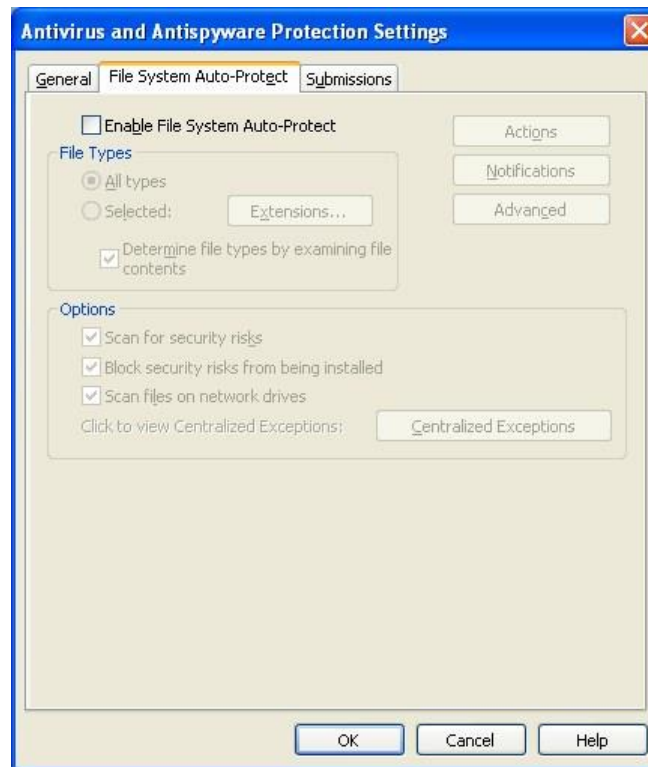 Antivirus and Antispyware Protection Settings
General
File System Auto-Protect
Submissions
Enable File System Auto-Protect
Actions
File Types
Notifications
All types
Selected:
Extensions...
Advanced
Determine file types by examining file
contents
Options
Scan for security risks
Block security risks from being installed
Scan files on network drives
Click to view Centralized Exceptions:
Centralized Exceptions
OK
Cancel
Help